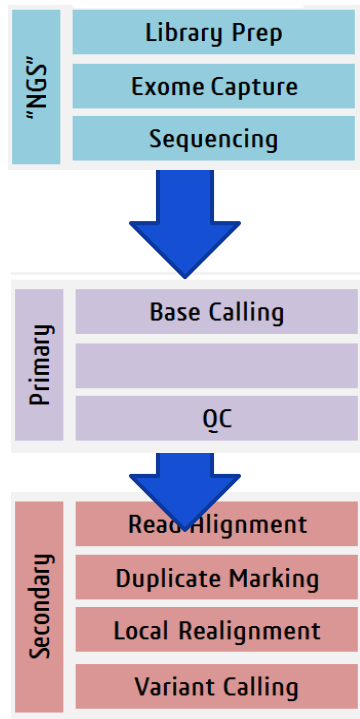 "NGS"
Library Prep
Exome Capture
Sequencing
Primary
Base Calling
QC
Secondary
Read Alignment
Duplicate Marking
Local Realignment
Variant Calling